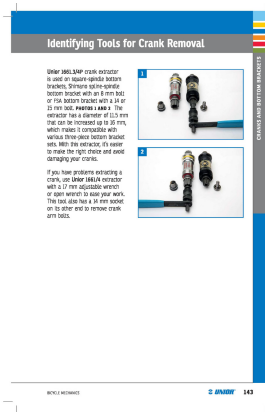 Identifying Tools for Crank Removal
Unior 1661.3/4P crank extractor
is used on square-spindle bottom
brackets, Shimano spline-spindle
bottom bracket with an 8 mm bolt
or FSA bottom bracket with a 14 or
15 mm bolt. PHOTOS 1 AND 2 The
extractor has a diameter of 11.5 mm
that can be increased up to 16 mm,
which makes it compatible with
various three-piece bottom bracket
sets. With this extractor, it's easier
to make the right choice and avoid
damaging your cranks.
If you have problems extracting a
crank, use Unior 1661/4 extractor
with a 17 mm adjustable wrench
or open wrench to ease your work.
This tool also has a 14 mm socket
on its other end to remove crank
arm bolts.
1
2
CRANKS AND BOTTOM BRACKETS
BICYCLE MECHANICS
UNIOR
143